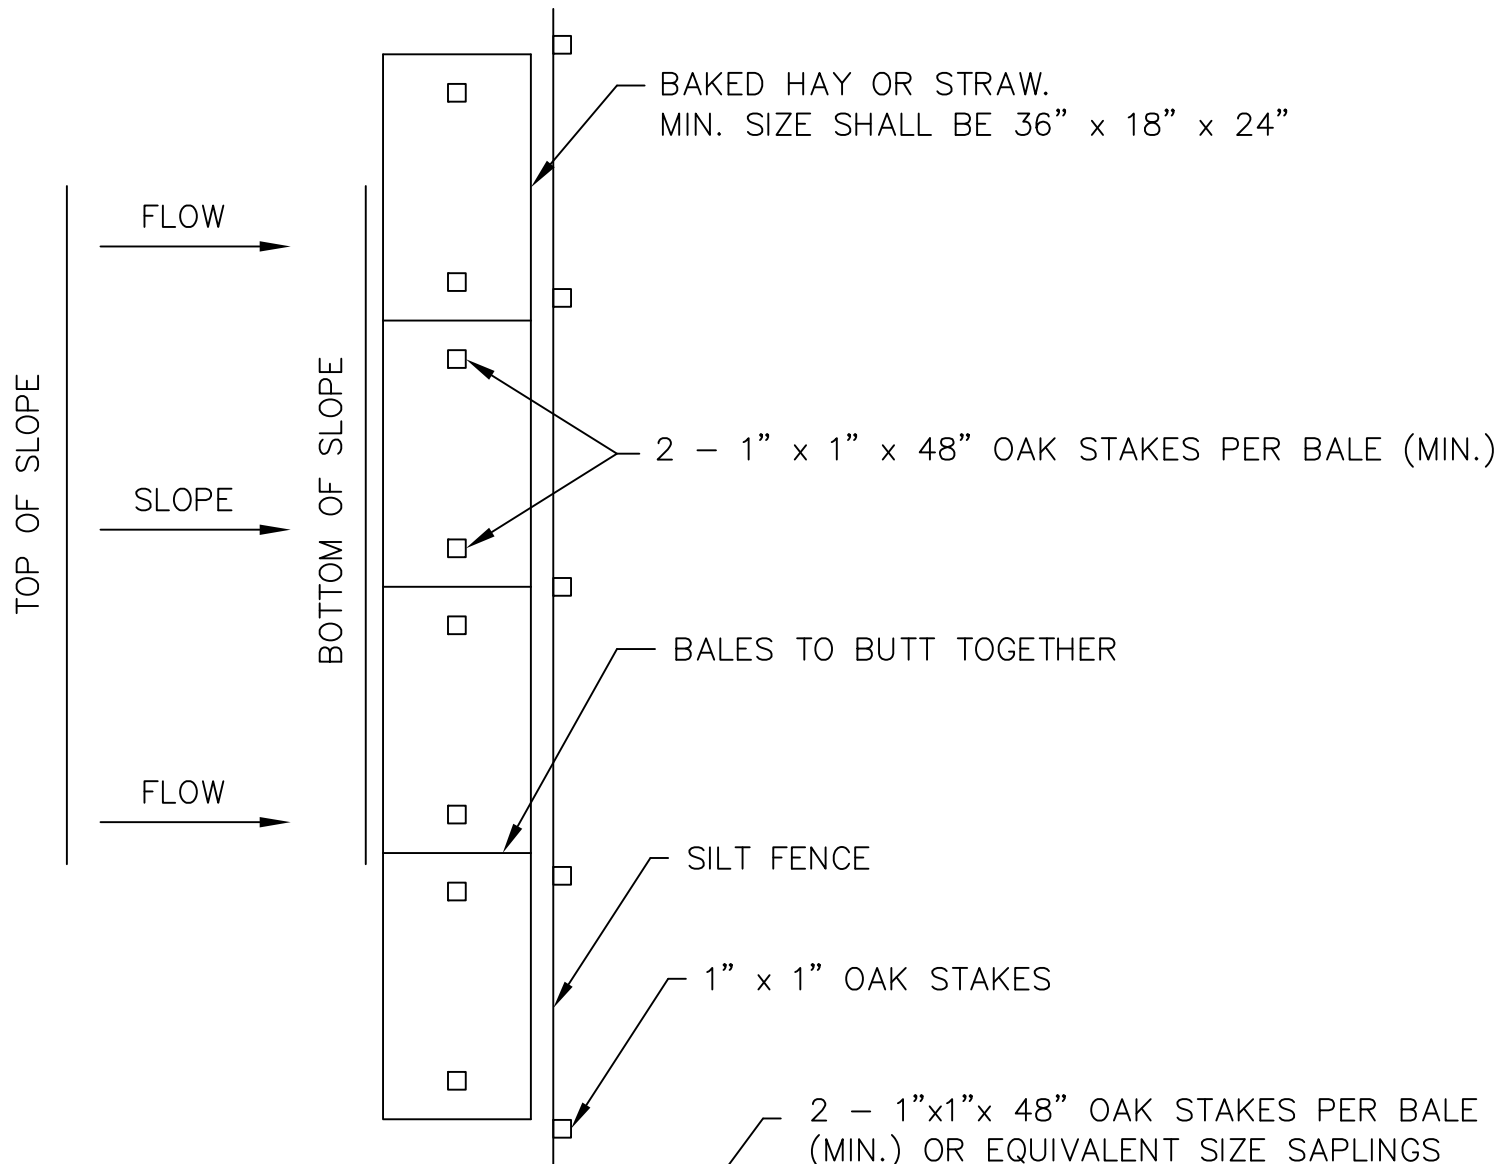 BAKED HAY OR STRAW.
MIN. SIZE SHALL BE 36” x 18” x 24”
FLOW
TOP OF SLOPE
BOTTOM OF SLOPE
2 – 1” x 1” x 48” OAK STAKES PER BALE (MIN.)
SLOPE
BALES TO BUTT TOGETHER
FLOW
SILT FENCE
1” x 1” OAK STAKES
2 – 1”x1”x 48” OAK STAKES PER BALE
(MIN.) OR EQUIVALENT SIZE SAPLINGS